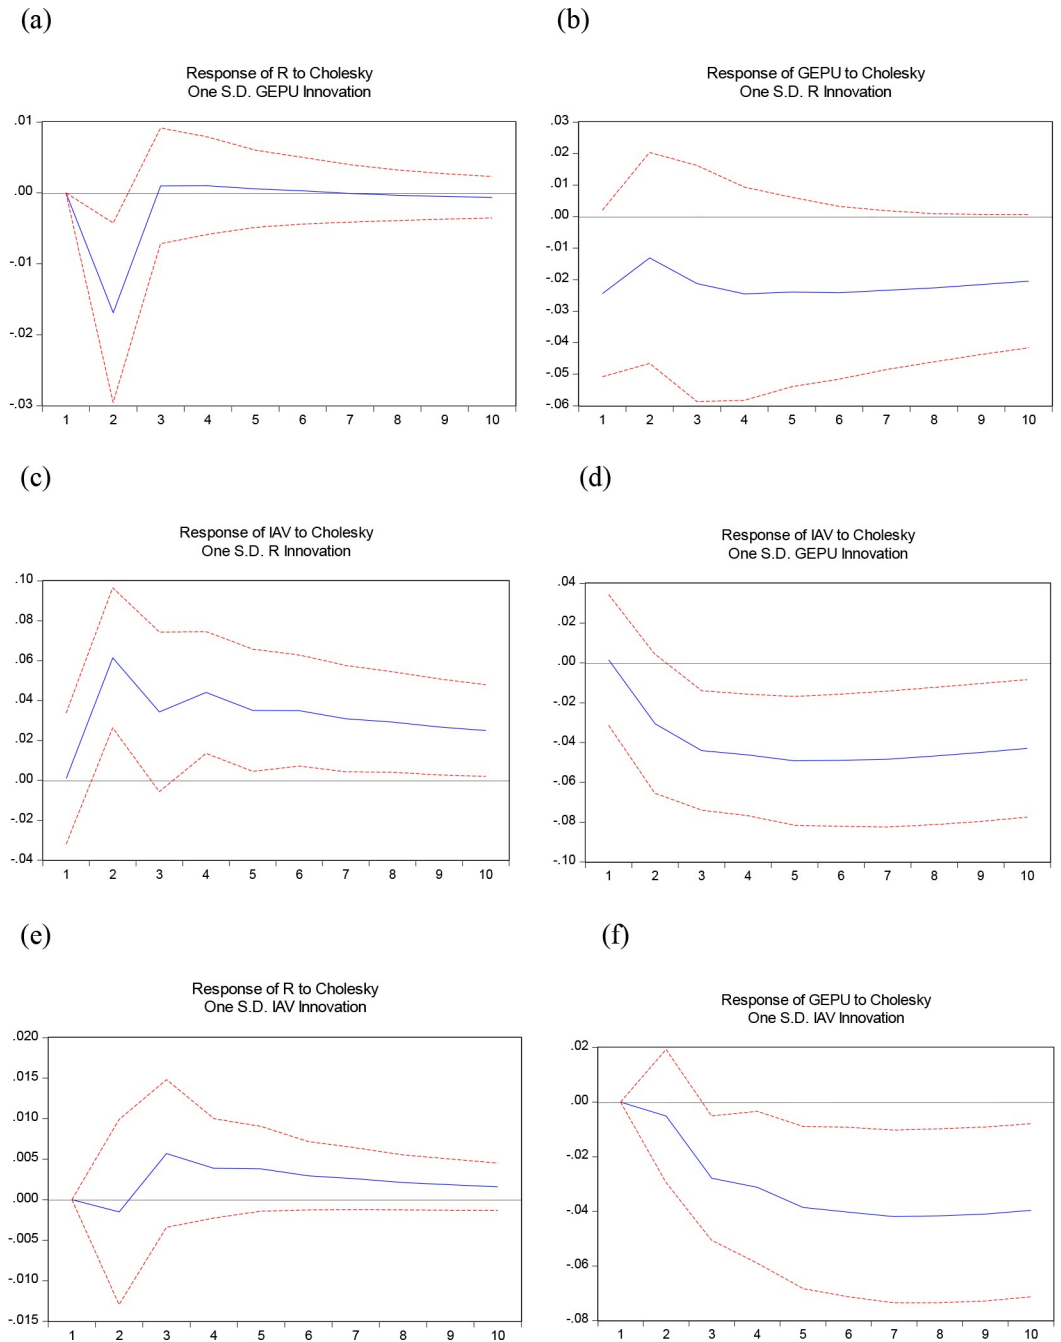 (a)
Response of R to Cholesky
One S.D. GEPU Innovation
.01
.00
-.01
-.02
-.03
1 2 3 4 5 6 7 8 9 10
(b)
Response of GEPU to Cholesky
One S.D. R Innovation
.03
.02
.01
.00
-.01
-.02
-.03
-.04
-.05
-.06
1 2 3 4 5 6 7 8 9 10
(c)
Response of IAV to Cholesky
One S.D. R Innovation
.10
.08
.06
.04
.02
.00
-.02
-.04
1 2 3 4 5 6 7 8 9 10
(d)
Response of IAV to Cholesky
One S.D. GEPU Innovation
.04
.02
.00
-.02
-.04
-.06
-.08
-.10
1 2 3 4 5 6 7 8 9 10
(e)
Response of R to Cholesky
One S.D. IAV Innovation
.020
.015
.010
.005
.000
-.005
-.010
-.015
1 2 3 4 5 6 7 8 9 10
(f)
Response of GEPU to Cholesky
One S.D. IAV Innovation
.02
.00
-.02
-.04
-.06
-.08
1 2 3 4 5 6 7 8 9 10